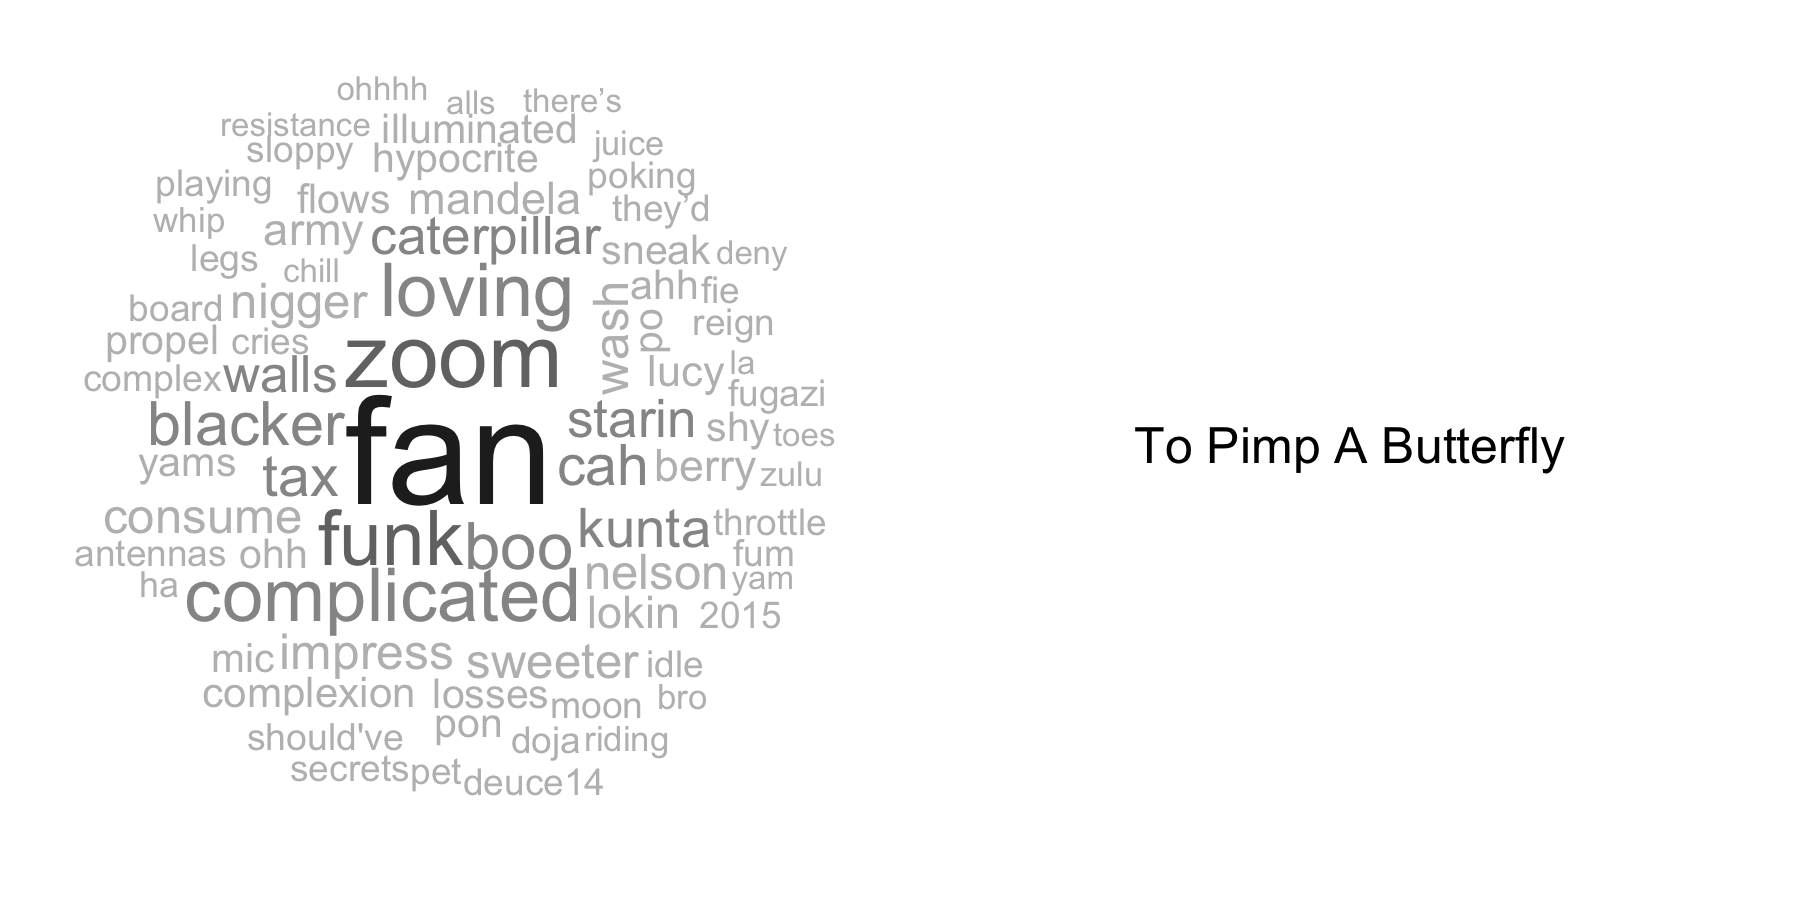 ohhhh alls there’s
resistance illuminated juice
sloppy hypocrite poking
playing flows mandela they’d
whip army caterpillar sneak deny
legs chill loving wash ahh fie
board nigger po reign
propel cries zoom lucy la
complex walls fugazi
blacker fan starin shy toes
yams tax cah berry zulu
consume funk boo kunta throttle
antennas ohh nelson fum
ha complicated yam
lokin 2015
mic impress sweeter idle
complexion losses moon bro
should've pon doja riding
secrets pet deuce 14
To Pimp A Butterfly